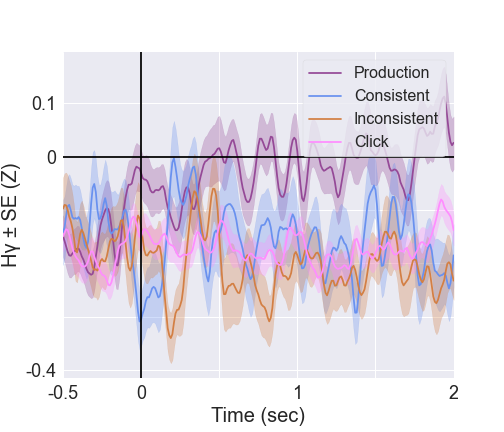 Production
Consistent
Inconsistent
Click
0.1
0
-0.4
Hγ ± SE (Z)
-0.5 0 1 2
Time (sec)